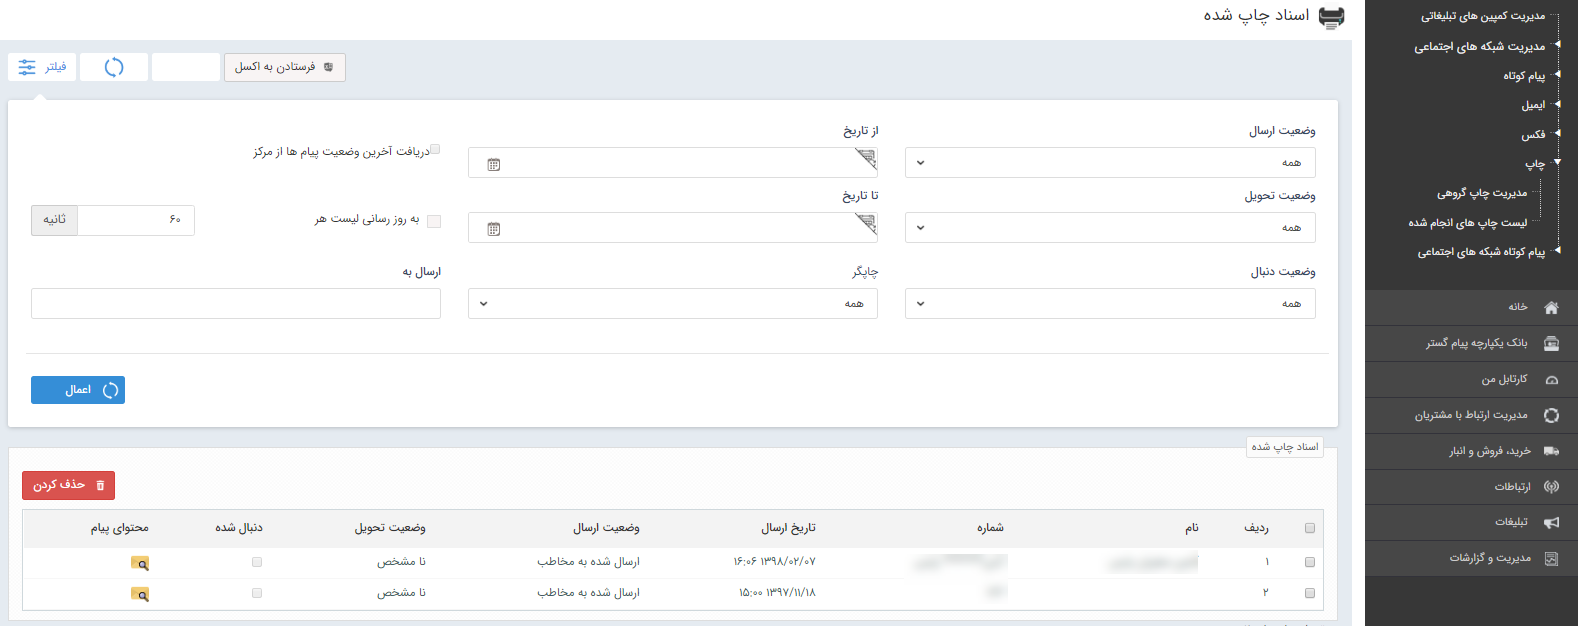 اسناد چاپ شده
فرستادن به اکسل
فیلتر
وضعیت ارسال
همه
از تاریخ
دریافت آخرین وضعیت پیام ها از مرکز
وضعیت تحویل
همه
تا تاریخ
به روز رسانی لیست هر
۶۰
ثانیه
وضعیت دنبال
همه
چاپگر
همه
ارسال به
اعمال
اسناد چاپ شده
حذف کردن
ردیف نام شماره تاریخ ارسال وضعیت ارسال وضعیت تحویل دنبال شده محتوای پیام
۱ ۱۳۹۸/۰۲/۰۷ ۱۶:۰۶ ارسال شده به مخاطب نا مشخص
۲ ۱۳۹۷/۱۱/۱۸ ۱۵:۰۰ ارسال شده به مخاطب نا مشخص
مدیریت کمپین های تبلیغاتی
مدیریت شبکه های اجتماعی
پیام کوتاه
ایمیل
فکس
چاپ
مدیریت چاپ گروهی
لیست چاپ های انجام شده
پیام کوتاه شبکه های اجتماعی
خانه
بانک یکپارچه پیام گستر
کارتابل من
مدیریت ارتباط با مشتریان
خرید، فروش و انبار
ارتباطات
تبلیغات
مدیریت و گزارشات